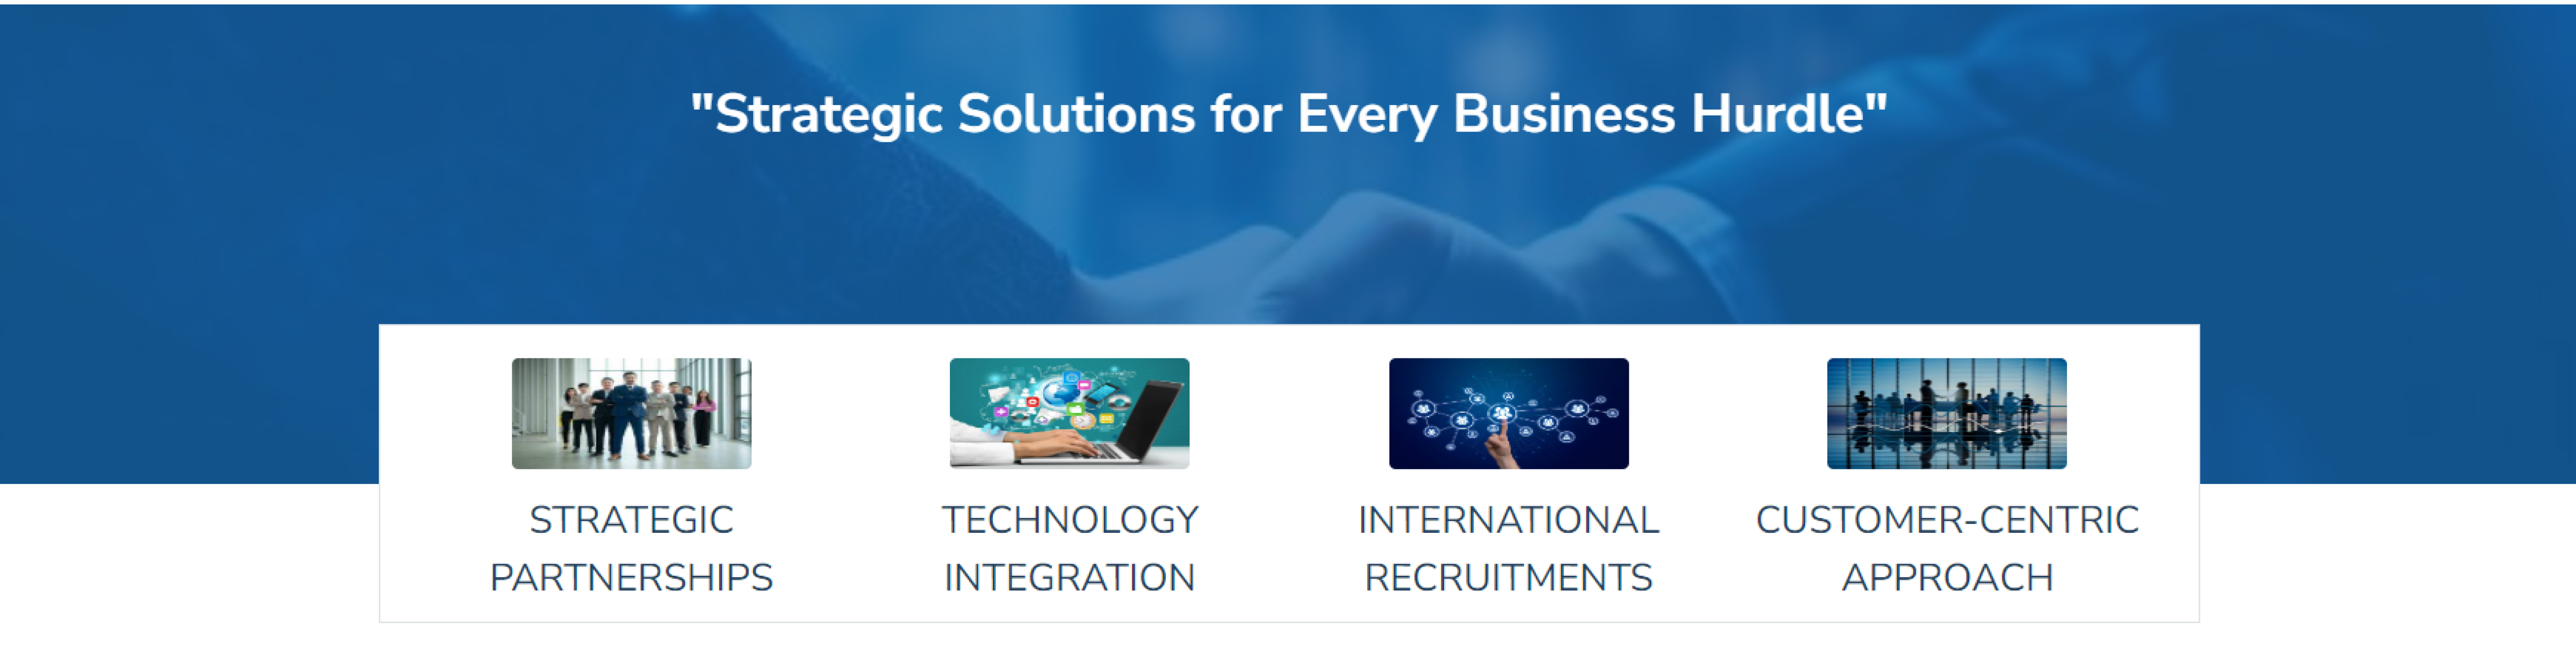 "Strategic Solutions for Every Business Hurdle"
STRATEGIC
PARTNERSHIPS
TECHNOLOGY
INTEGRATION
INTERNATIONAL
RECRUITMENTS
CUSTOMER-CENTRIC
APPROACH